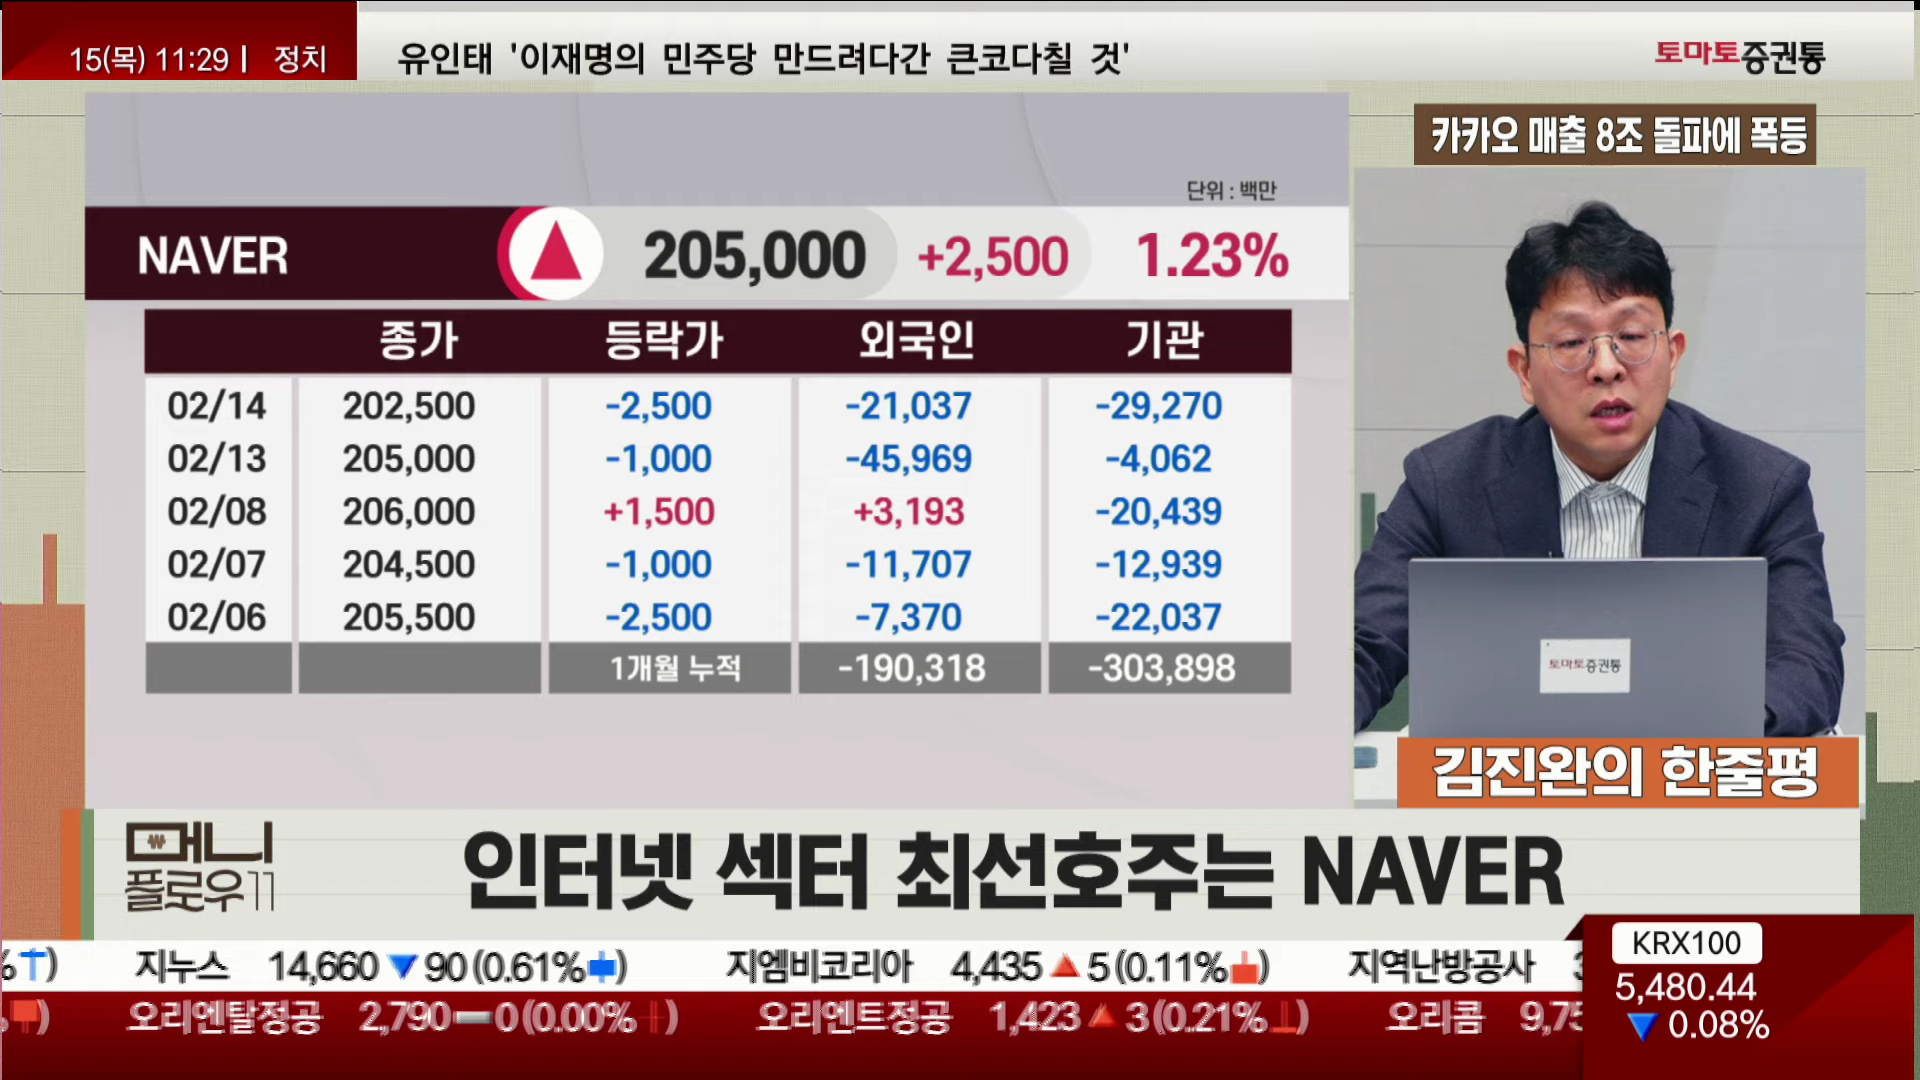 15(목) 11:29 | 정치
유인태 '이재명의 민주당 만드려다간 큰코다칠 것'
토마토증권통
카카오 매출 8조 돌파에 폭등
단위 : 백만
NAVER ▲ 205,000 +2,500 1.23%
종가 등락가 외국인 기관
02/14 202,500 -2,500 -21,037 -29,270
02/13 205,000 -1,000 -45,969 -4,062
02/08 206,000 +1,500 +3,193 -20,439
02/07 204,500 -1,000 -11,707 -12,939
02/06 205,500 -2,500 -7,370 -22,037
1개월 누적 -190,318 -303,898
토마토증권통
김진완의 한줄평
머니
플로우11
인터넷 섹터 최선호주는 NAVER
%) 지뉴스 14,660 ▼ 90 (0.61%) 지엠비코리아 4,435 ▲ 5 (0.11%) 지역난방공사
%) 오리엔탈정공 2,790 0 (0.00%) 오리엔트정공 1,423 ▲ 3 (0.21%) 오리콤 9,75
KRX100
5,480.44
▼ 0.08%